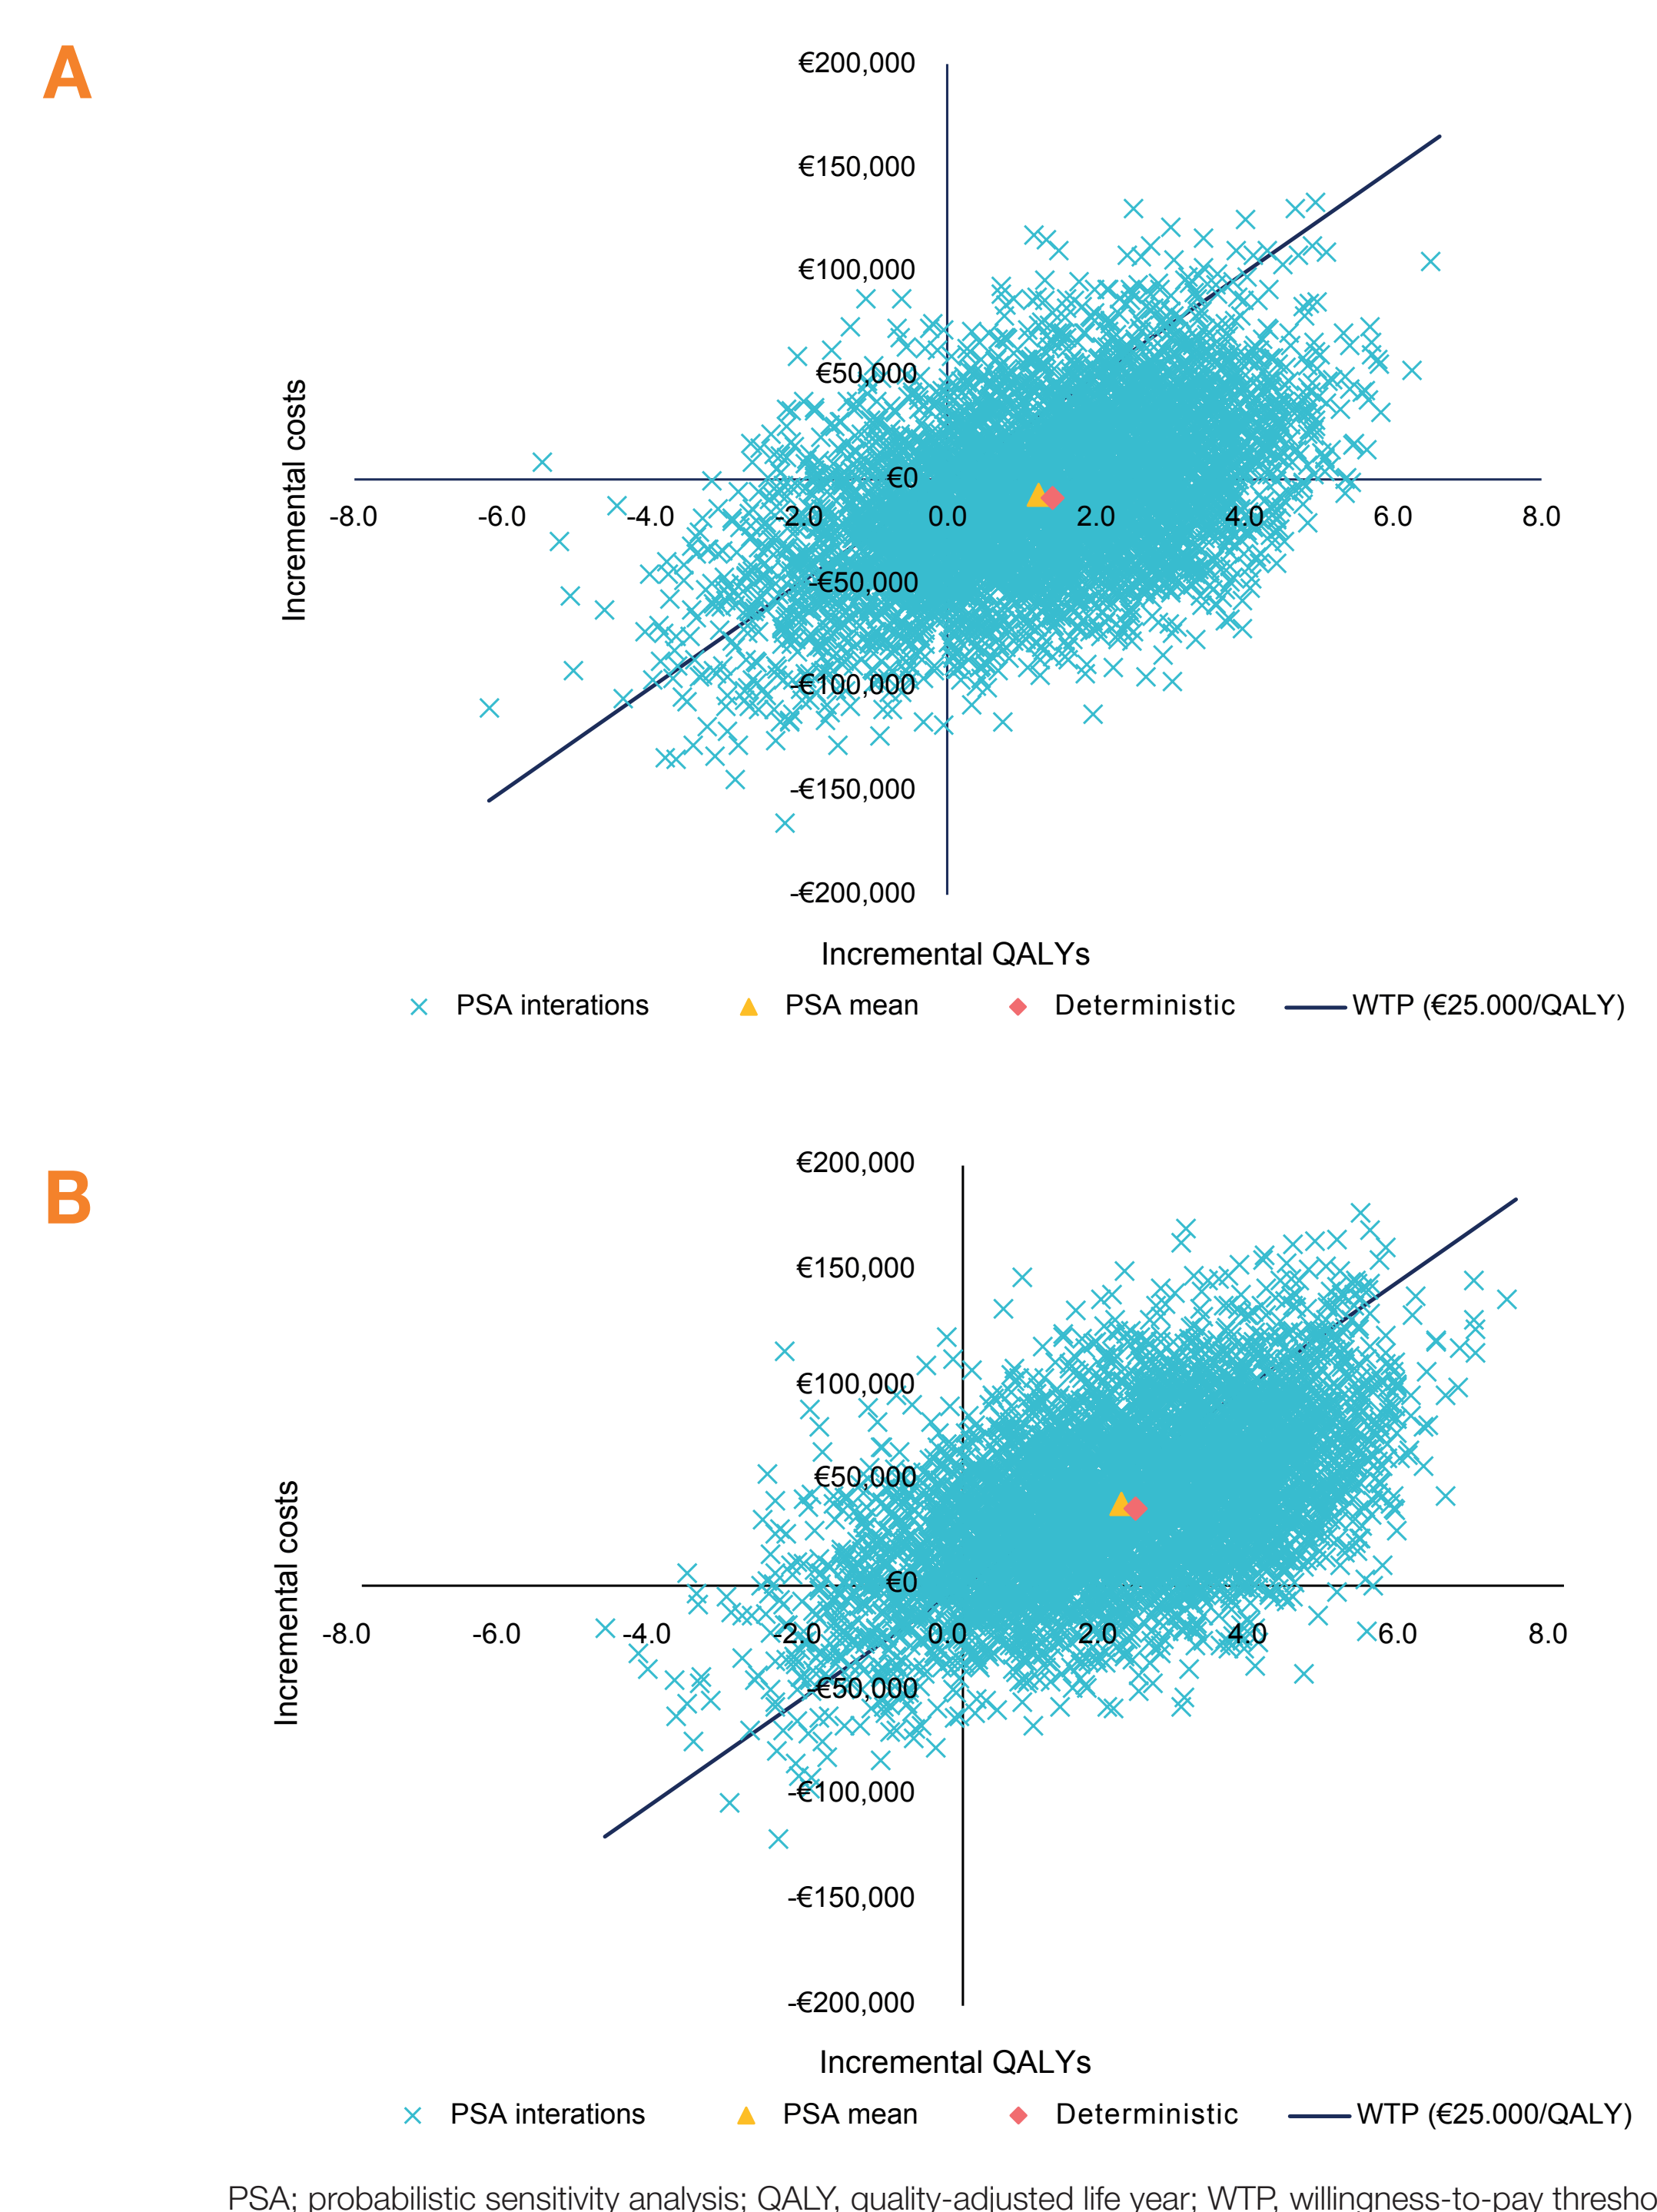 A
€200,000
€150,000
€100,000
€50,000
€0
-8.0 -6.0 -4.0 -2.0 0.0 2.0 4.0 6.0 8.0
-€50,000
-€100,000
-€150,000
-€200,000
Incremental costs
Incremental QALYs
PSA interations PSA mean Deterministic WTP (€25.000/QALY)
B
€200,000
€150,000
€100,000
€50,000
€0
-8.0 -6.0 -4.0 -2.0 0.0 2.0 4.0 6.0 8.0
-€50,000
-€100,000
-€150,000
-€200,000
Incremental costs
Incremental QALYs
PSA interations PSA mean Deterministic WTP (€25.000/QALY)
PSA; probabilistic sensitivity analysis; QALY, quality-adjusted life year; WTP, willingness-to-pay thresho